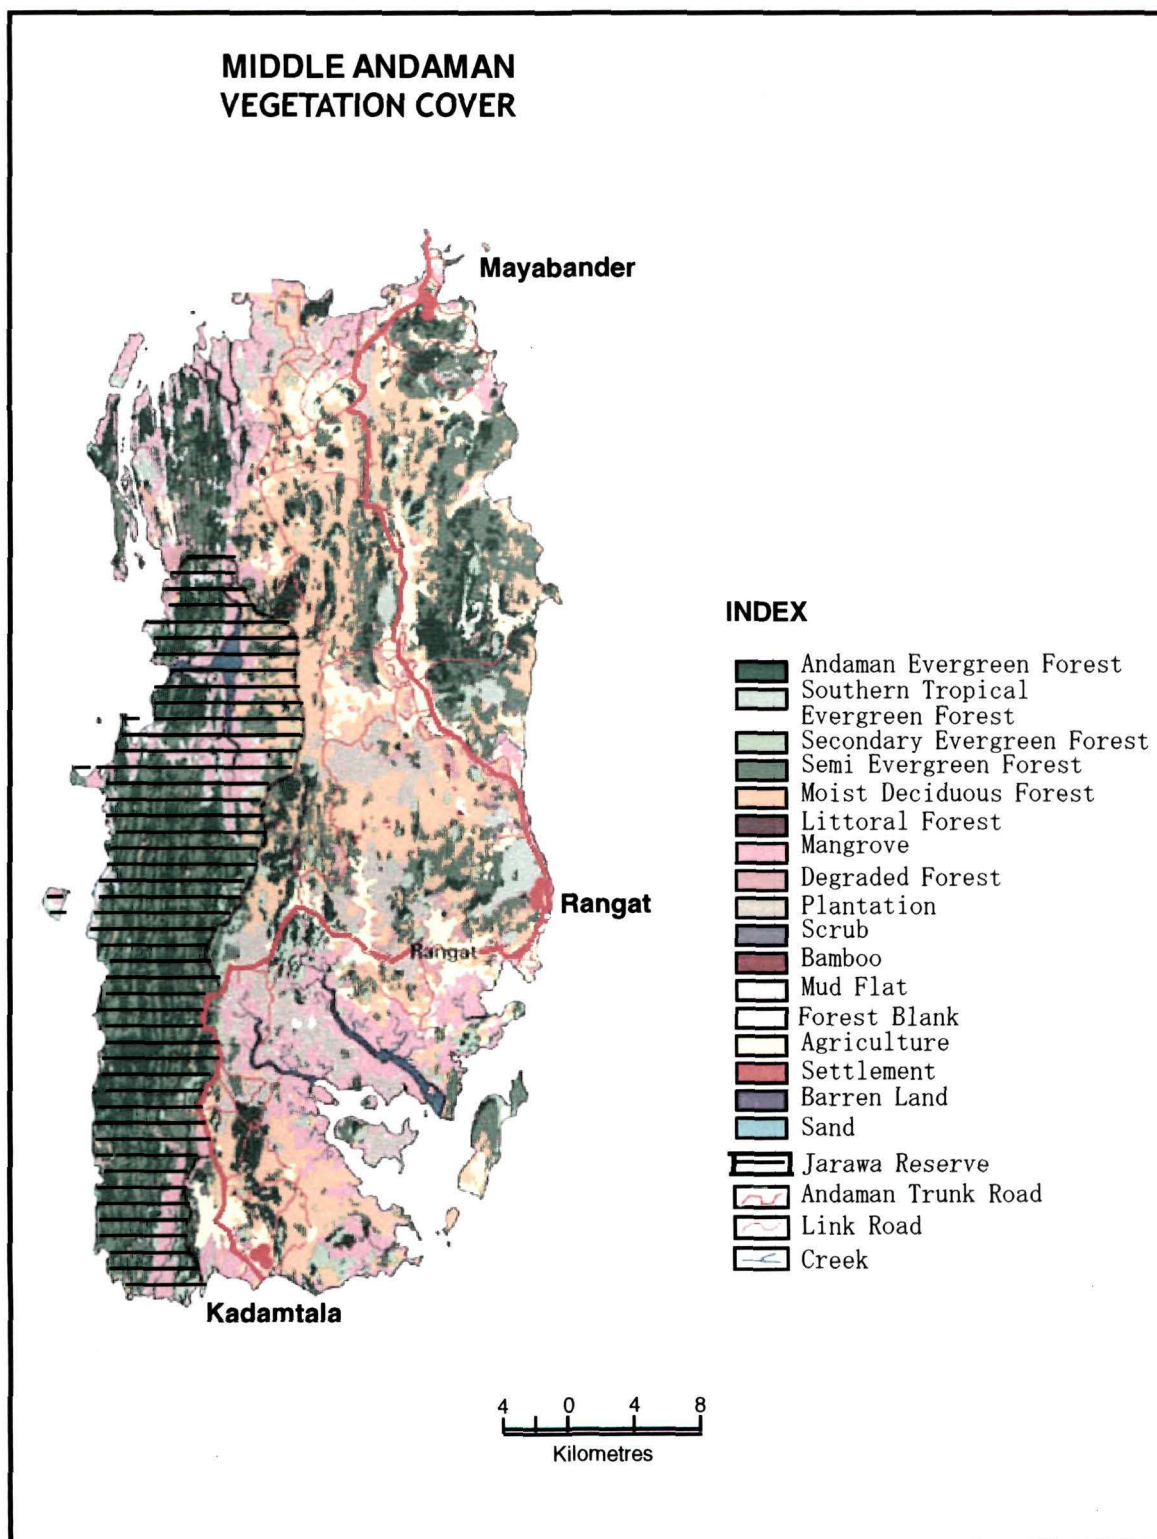 MIDDLE ANDAMAN
VEGETATION COVER
Mayabander
Rangat
Rangat
Kadamtala
INDEX
Andaman Evergreen Forest
Southern Tropical
Evergreen Forest
Secondary Evergreen Forest
Semi Evergreen Forest
Moist Deciduous Forest
Littoral Forest
Mangrove
Degraded Forest
Plantation
Scrub
Bamboo
Mud Flat
Forest Blank
Agriculture
Settlement
Barren Land
Sand
Jarawa Reserve
Andaman Trunk Road
Link Road
Creek
4 0 4 8
Kilometres